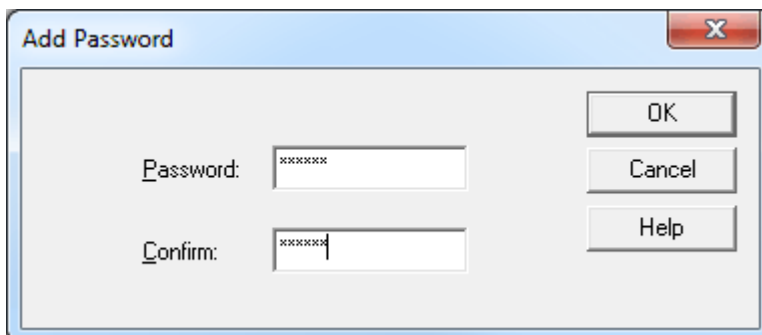 Add Password
OK
Password: ******
Cancel
Help
Confirm: ******